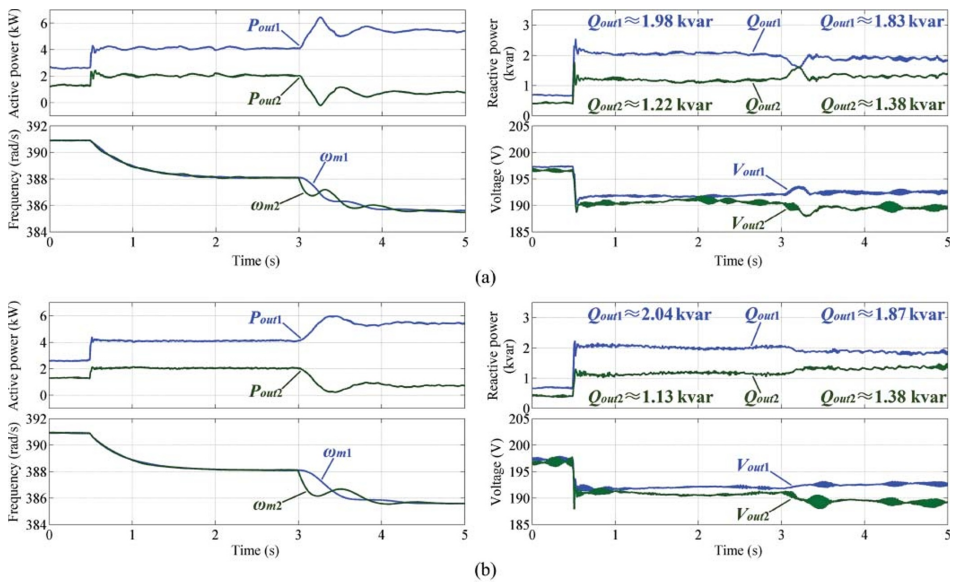 Active power (kW)
6
4
2
0
Pout1
Pout2
Frequency (rad/s)
392
390
388
386
384
ωm1
ωm2
0 1 2 3 4 5
Time (s)
Reactive power
(kvar)
3
2
1
0
Qout1≈1.98 kvar Qout1 Qout1≈1.83 kvar
Qout2≈1.22 kvar Qout2 Qout2≈1.38 kvar
Voltage (V)
205
200
195
190
185
Vout1
Vout2
0 1 2 3 4 5
Time (s)
(a)
Active power (kW)
6
4
2
0
Pout1
Pout2
Frequency (rad/s)
392
390
388
386
384
ωm1
ωm2
0 1 2 3 4 5
Time (s)
Reactive power
(kvar)
3
2
1
0
Qout1≈2.04 kvar Qout1 Qout1≈1.87 kvar
Qout2≈1.13 kvar Qout2 Qout2≈1.38 kvar
Voltage (V)
205
200
195
190
185
Vout1
Vout2
0 1 2 3 4 5
Time (s)
(b)